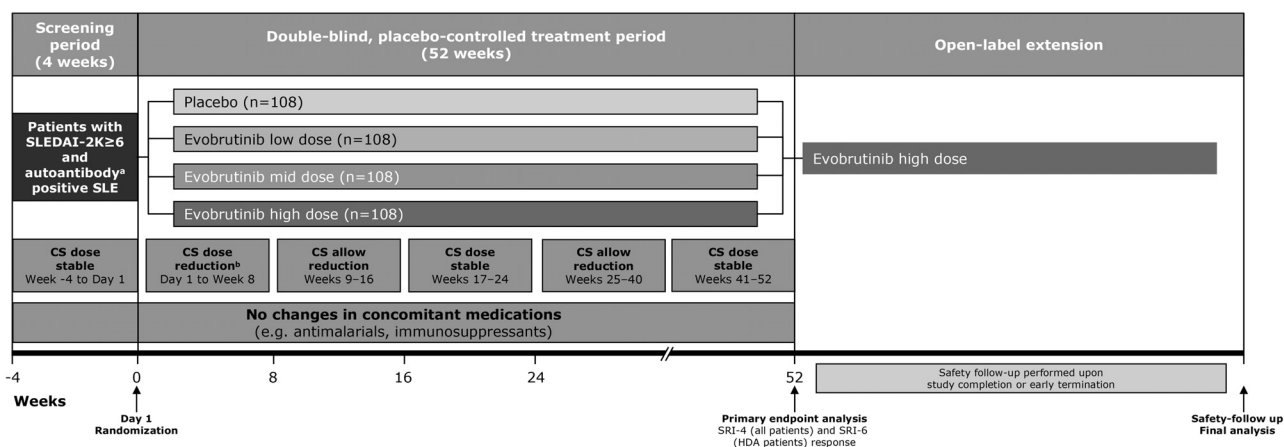 Screening
period
(4 weeks)
Double-blind, placebo-controlled treatment period
(52 weeks)
Open-label extension
Patients with
SLEDAI-2K≥6
and
autoantibodyᵃ
positive SLE
Placebo (n=108)
Evobrutinib low dose (n=108)
Evobrutinib mid dose (n=108)
Evobrutinib high dose (n=108)
Evobrutinib high dose
CS dose
stable
Week -4 to Day 1
CS dose
reductionᵇ
Day 1 to Week 8
CS allow
reduction
Weeks 9–16
CS dose
stable
Weeks 17–24
CS allow
reduction
Weeks 25–40
CS dose
stable
Weeks 41–52
No changes in concomitant medications
(e.g. antimalarials, immunosuppressants)
-4 0 8 16 24 52
Weeks
Safety follow-up performed upon
study completion or early termination
Day 1
Randomization
Primary endpoint analysis
SRI-4 (all patients) and SRI-6
(HDA patients) response
Safety-follow up
Final analysis